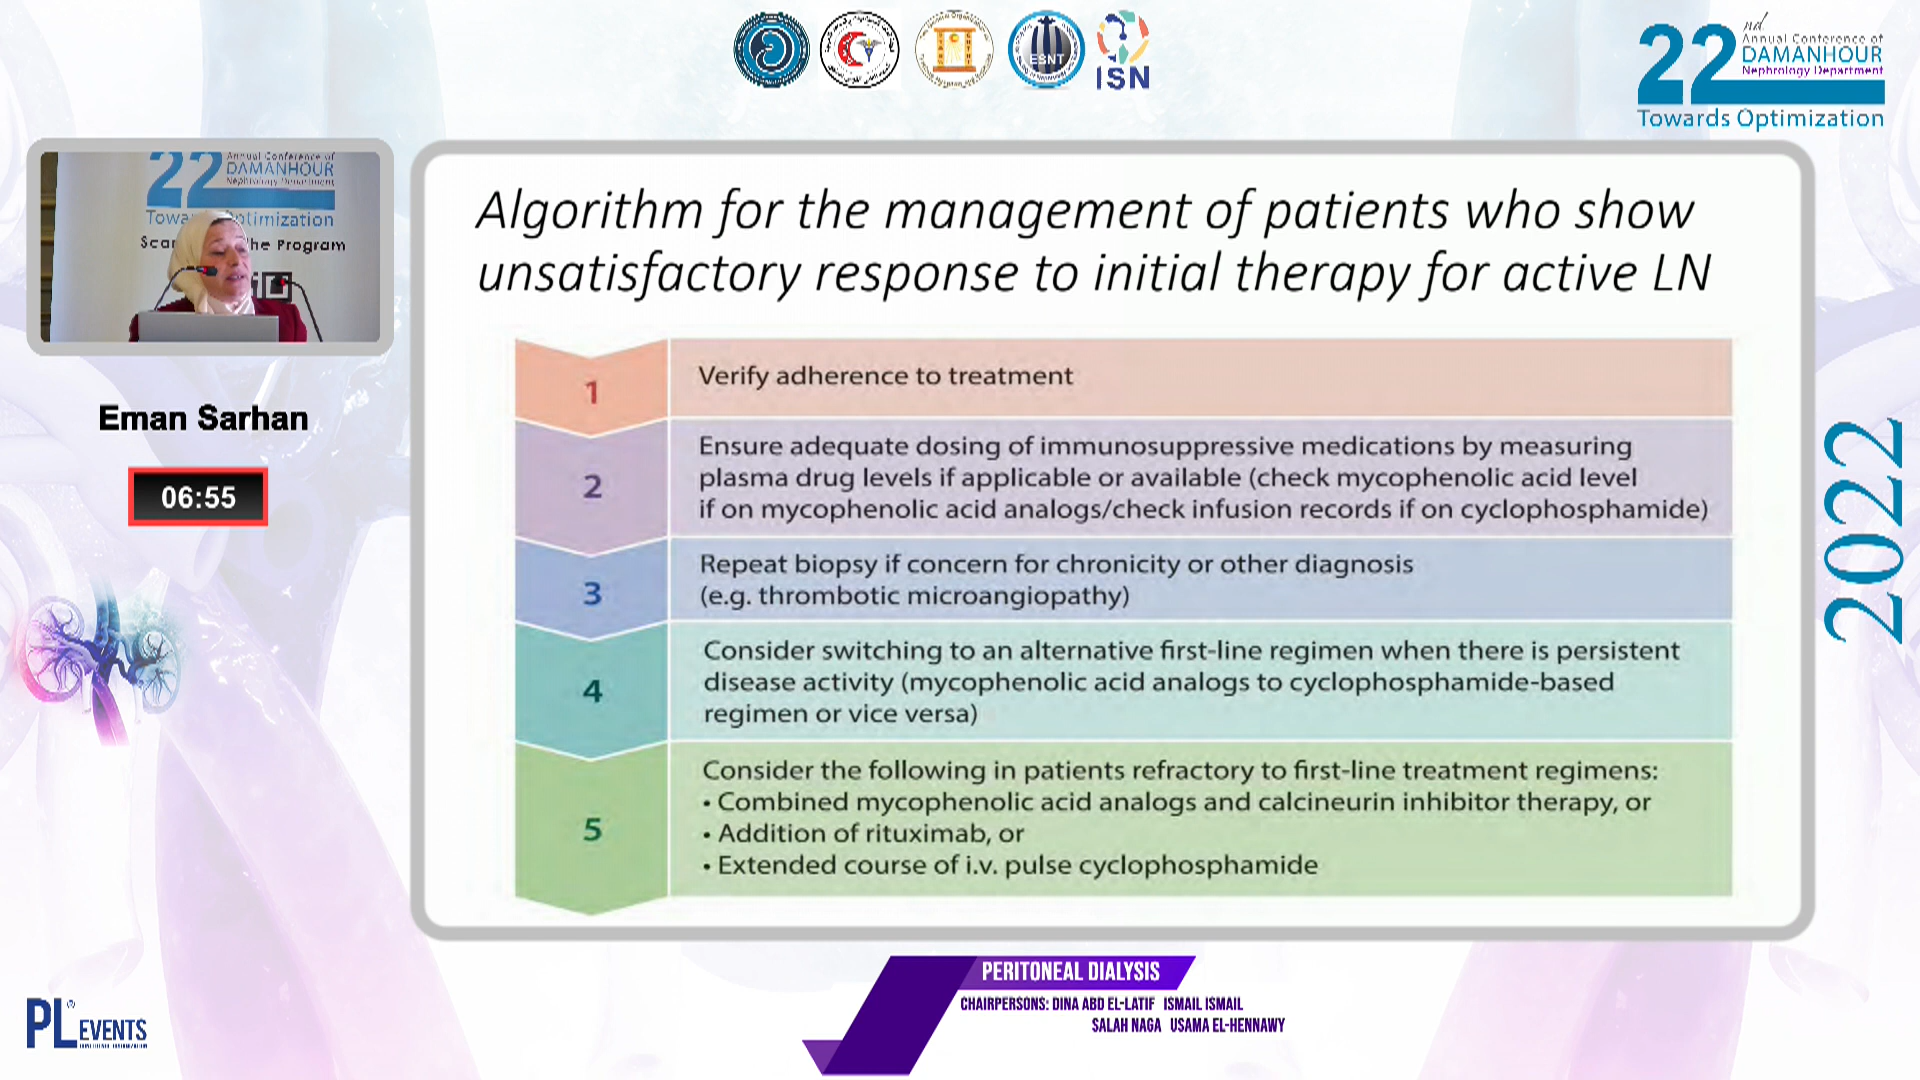 ESNT
ISN
22nd
Annual Conference of
DAMANHOUR
Nephrology Department
Towards Optimization
22
Annual Conference of
DAMANHOUR
Nephrology Department
Eman Sarhan
06:55
Algorithm for the management of patients who show
unsatisfactory response to initial therapy for active LN
1
Verify adherence to treatment
2
Ensure adequate dosing of immunosuppressive medications by measuring
plasma drug levels if applicable or available (check mycophenolic acid level
if on mycophenolic acid analogs/check infusion records if on cyclophosphamide)
3
Repeat biopsy if concern for chronicity or other diagnosis
(e.g. thrombotic microangiopathy)
4
Consider switching to an alternative first-line regimen when there is persistent
disease activity (mycophenolic acid analogs to cyclophosphamide-based
regimen or vice versa)
5
Consider the following in patients refractory to first-line treatment regimens:
• Combined mycophenolic acid analogs and calcineurin inhibitor therapy, or
• Addition of rituximab, or
• Extended course of i.v. pulse cyclophosphamide
2022
PERITONEAL DIALYSIS
CHAIRPERSONS: DINA ABD EL-LATIF ISMAIL ISMAIL
SALAH NAGA USAMA EL-HENNAWY
PL® EVENTS